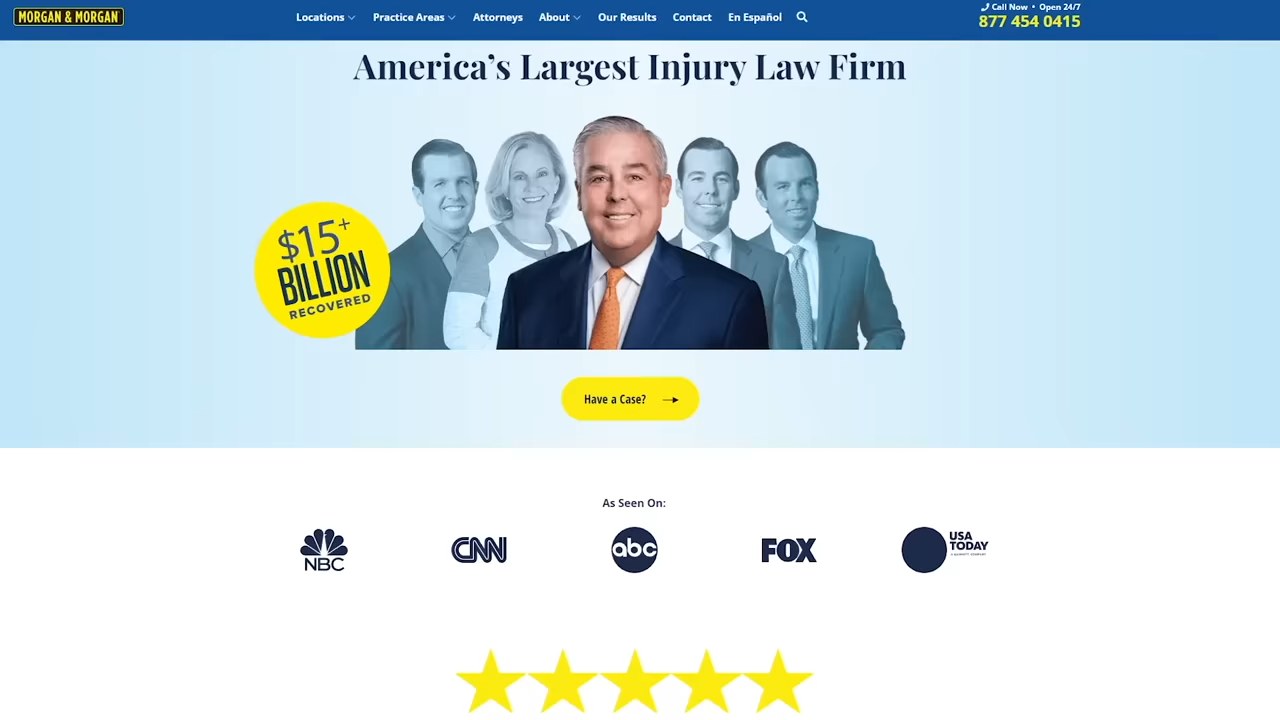 MORGAN & MORGAN
Locations
Practice Areas
Attorneys
About
Our Results
Contact
En Español
Call Now • Open 24/7
877 454 0415
America's Largest Injury Law Firm
$15+
BILLION
RECOVERED
Have a Case?
As Seen On:
NBC
CNN
abc
FOX
USA
TODAY